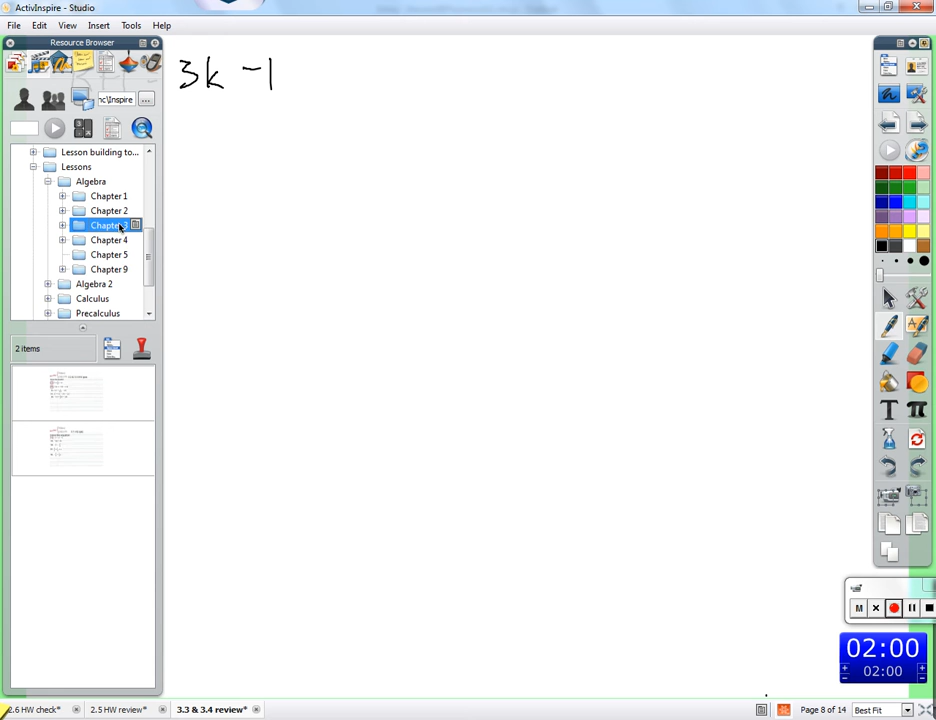 ActivInspire - Studio
File Edit View Insert Tools Help
Resource Browser
3k -1
nc\Inspire ...
Lesson building to...
Lessons
Algebra
Chapter 1
Chapter 2
Chapter 3
Chapter 4
Chapter 5
Chapter 9
Algebra 2
Calculus
Precalculus
2 items
M
02:00
02:00
2.6 HW check*
2.5 HW review*
3.3 & 3.4 review*
Page 8 of 14
Best Fit